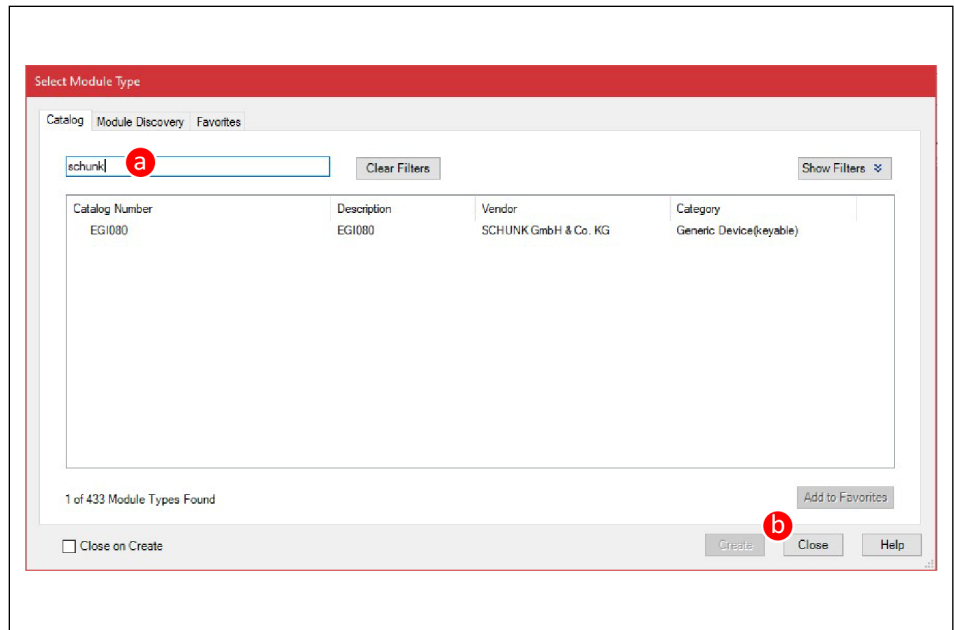 Select Module Type
Catalog Module Discovery Favorites
schunk a Clear Filters Show Filters
Catalog Number Description Vendor Category
EGI080 EGI080 SCHUNK GmbH & Co. KG Generic Device(keyable)
1 of 433 Module Types Found Add to Favorites
b
Close on Create Create Close Help